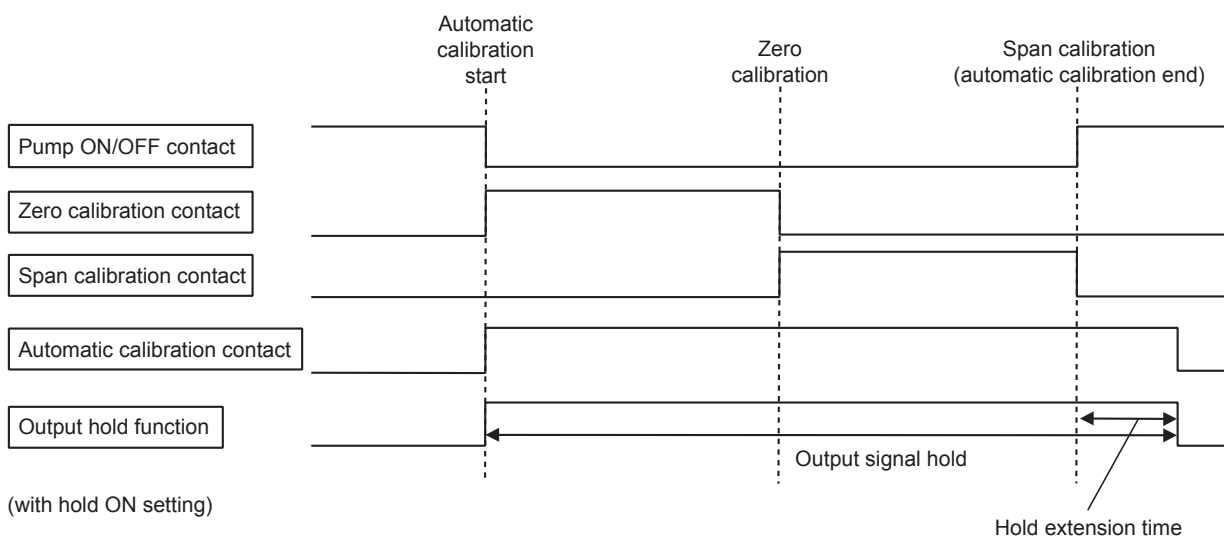 Automatic
calibration
start
Zero
calibration
Span calibration
(automatic calibration end)
Pump ON/OFF contact
Zero calibration contact
Span calibration contact
Automatic calibration contact
Output hold function
Output signal hold
(with hold ON setting)
Hold extension time